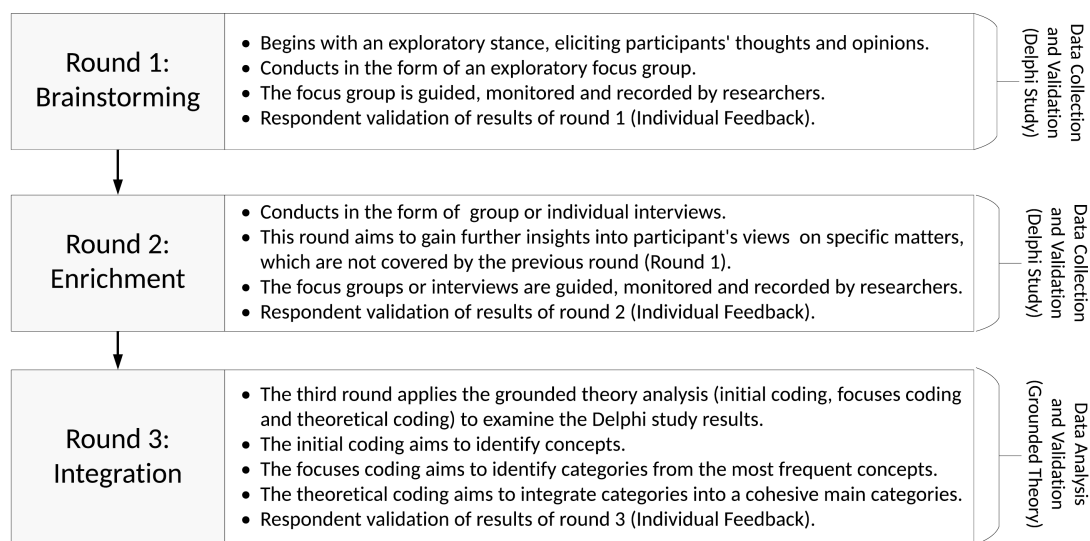 Round 1:
Brainstorming
• Begins with an exploratory stance, eliciting participants' thoughts and opinions.
• Conducts in the form of an exploratory focus group.
• The focus group is guided, monitored and recorded by researchers.
• Respondent validation of results of round 1 (Individual Feedback).
Data Collection
and Validation
(Delphi Study)
Round 2:
Enrichment
• Conducts in the form of  group or individual interviews.
• This round aims to gain further insights into participant's views  on specific matters,
which are not covered by the previous round (Round 1).
• The focus groups or interviews are guided, monitored and recorded by researchers.
• Respondent validation of results of round 2 (Individual Feedback).
Data Collection
and Validation
(Delphi Study)
Round 3:
Integration
• The third round applies the grounded theory analysis (initial coding, focuses coding
and theoretical coding) to examine the Delphi study results.
• The initial coding aims to identify concepts.
• The focuses coding aims to identify categories from the most frequent concepts.
• The theoretical coding aims to integrate categories into a cohesive main categories.
• Respondent validation of results of round 3 (Individual Feedback).
Data Analysis
and Validation
(Grounded Theory)